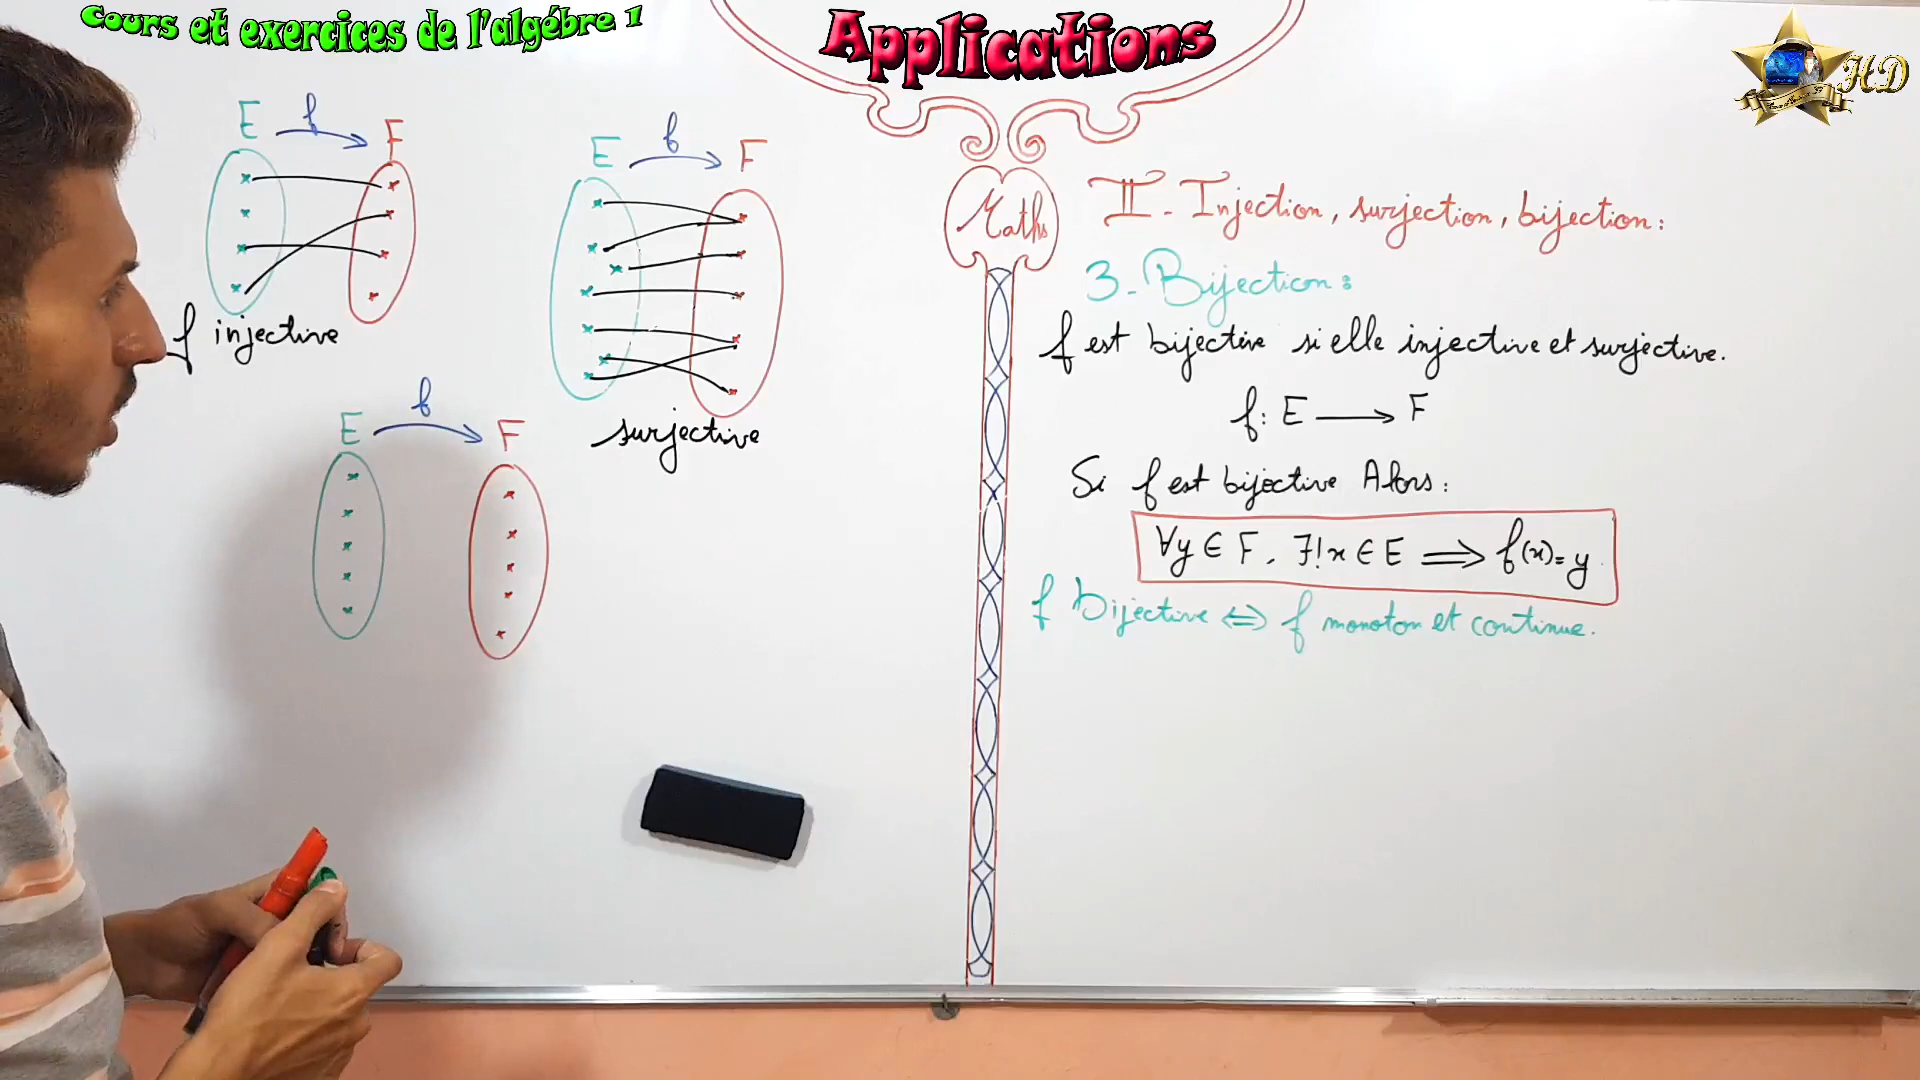 Cours et exercices de l'algébre 1
Applications
HD
E f F
f injective
E f F
surjective
E f F
Maths
II - Injection, surjection, bijection :
3 - Bijection :
f est bijective si elle injective et surjective.
f : E ⟶ F
Si f est bijective Alors :
∀y ∈ F, ∃!x ∈ E ⟹ f(x) = y.
f Bijective ⇔ f monoton et continue.